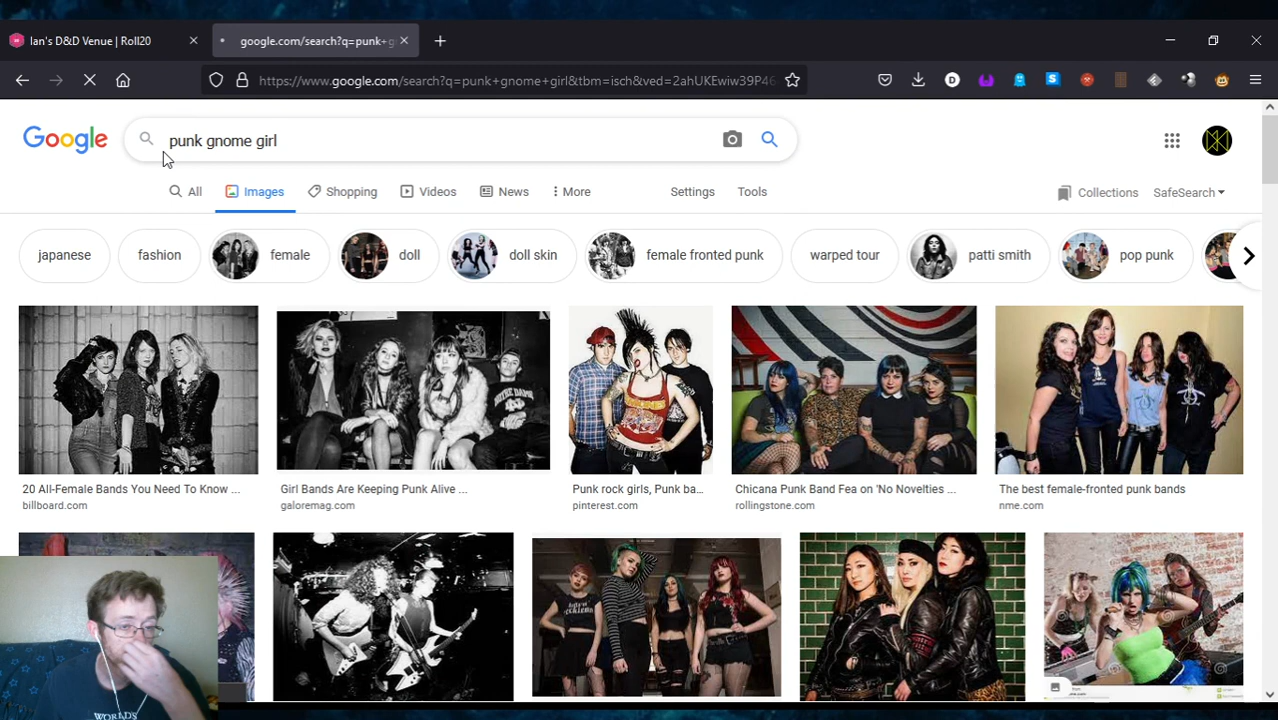 Ian's D&D Venue | Roll20
google.com/search?q=punk+g
https://www.google.com/search?q=punk+gnome+girl&tbm=isch&ved=2ahUKEwiw39P46
Google
punk gnome girl
All Images Shopping Videos News More Settings Tools Collections SafeSearch
japanese fashion female doll doll skin female fronted punk warped tour patti smith pop punk
20 All-Female Bands You Need To Know ...
billboard.com
Girl Bands Are Keeping Punk Alive ...
galoremag.com
Punk rock girls, Punk ba...
pinterest.com
Chicana Punk Band Fea on 'No Novelties ...
rollingstone.com
The best female-fronted punk bands
nme.com
NOTRE DAME
WORLD'S